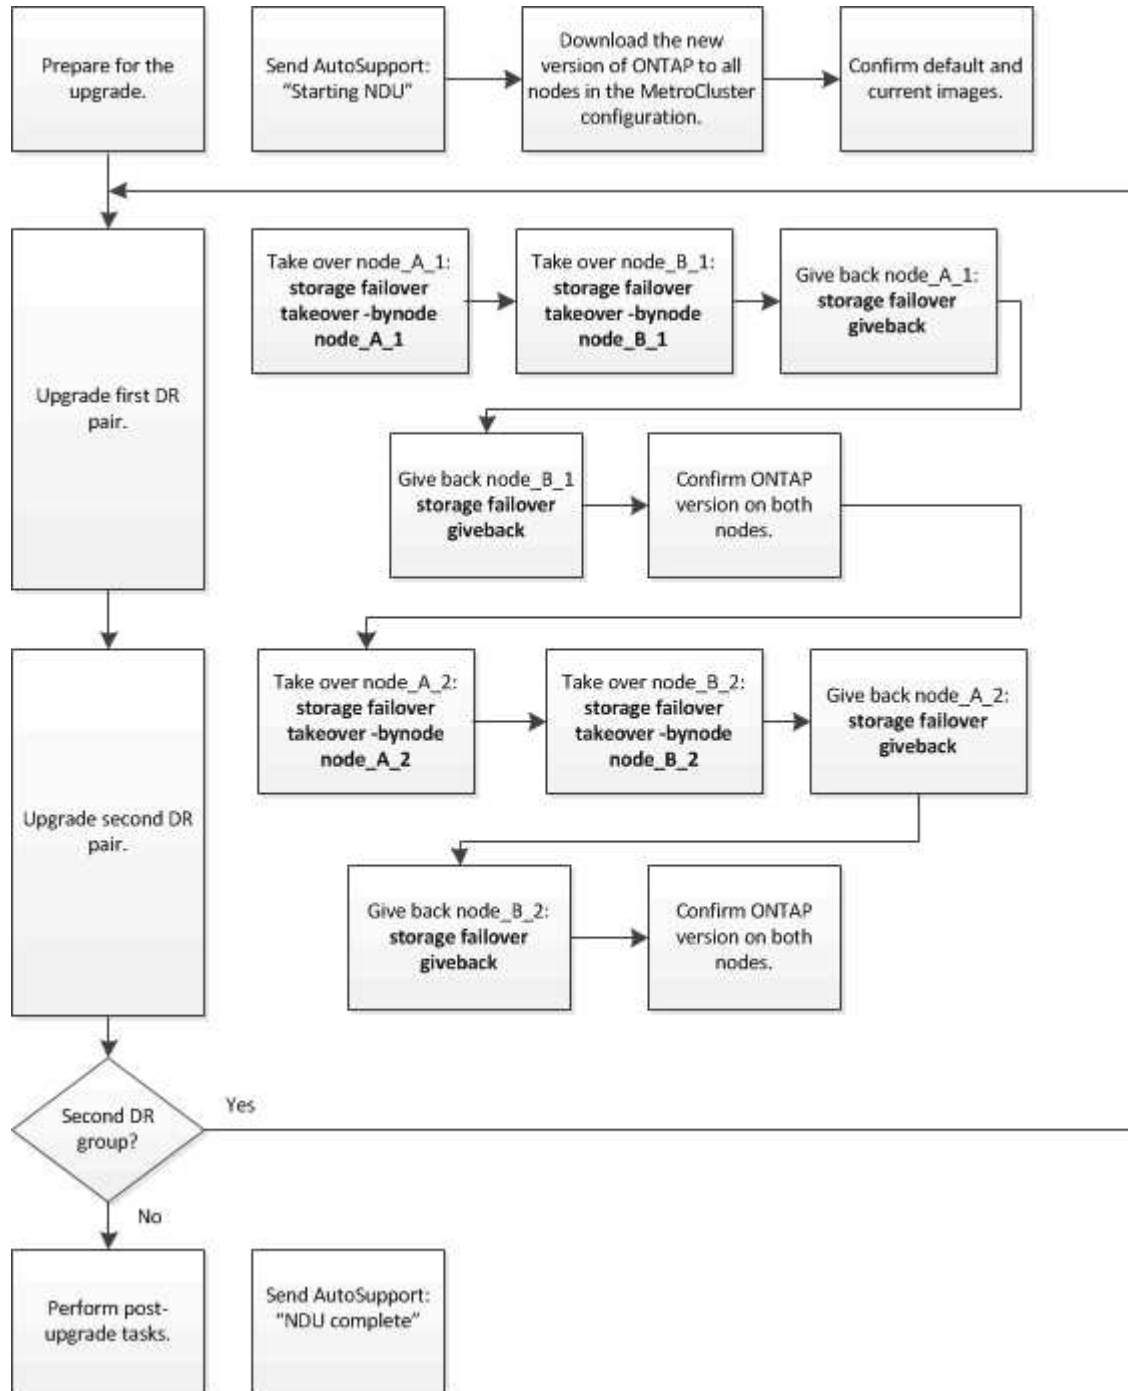 Prepare for the
upgrade.
Send AutoSupport:
“Starting NDU”
Download the new
version of ONTAP to all
nodes in the MetroCluster
configuration.
Confirm default and
current images.
Upgrade first DR
pair.
Take over node_A_1:
storage failover
takeover -bynode
node_A_1
Take over node_B_1:
storage failover
takeover -bynode
node_B_1
Give back node_A_1:
storage failover
giveback
Give back node_B_1
storage failover
giveback
Confirm ONTAP
version on both
nodes.
Upgrade second DR
pair.
Take over node_A_2:
storage failover
takeover -bynode
node_A_2
Take over node_B_2:
storage failover
takeover -bynode
node_B_2
Give back node_A_2:
storage failover
giveback
Give back node_B_2:
storage failover
giveback
Confirm ONTAP
version on both
nodes.
Second DR
group?
Yes
No
Perform post-
upgrade tasks.
Send AutoSupport:
“NDU complete”